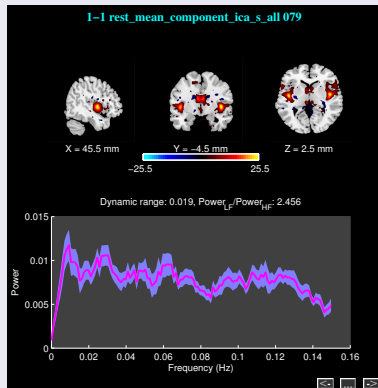 1-1 rest_mean_component_ica_s_all 079
X = 45.5 mm
Y = -4.5 mm
Z = 2.5 mm
-25.5
25.5
Dynamic range: 0.019, Power_LF/Power_HF: 2.456
0.015
0.01
0.005
0
Power
0 0.02 0.04 0.06 0.08 0.1 0.12 0.14 0.16
Frequency (Hz)
<- ... ->